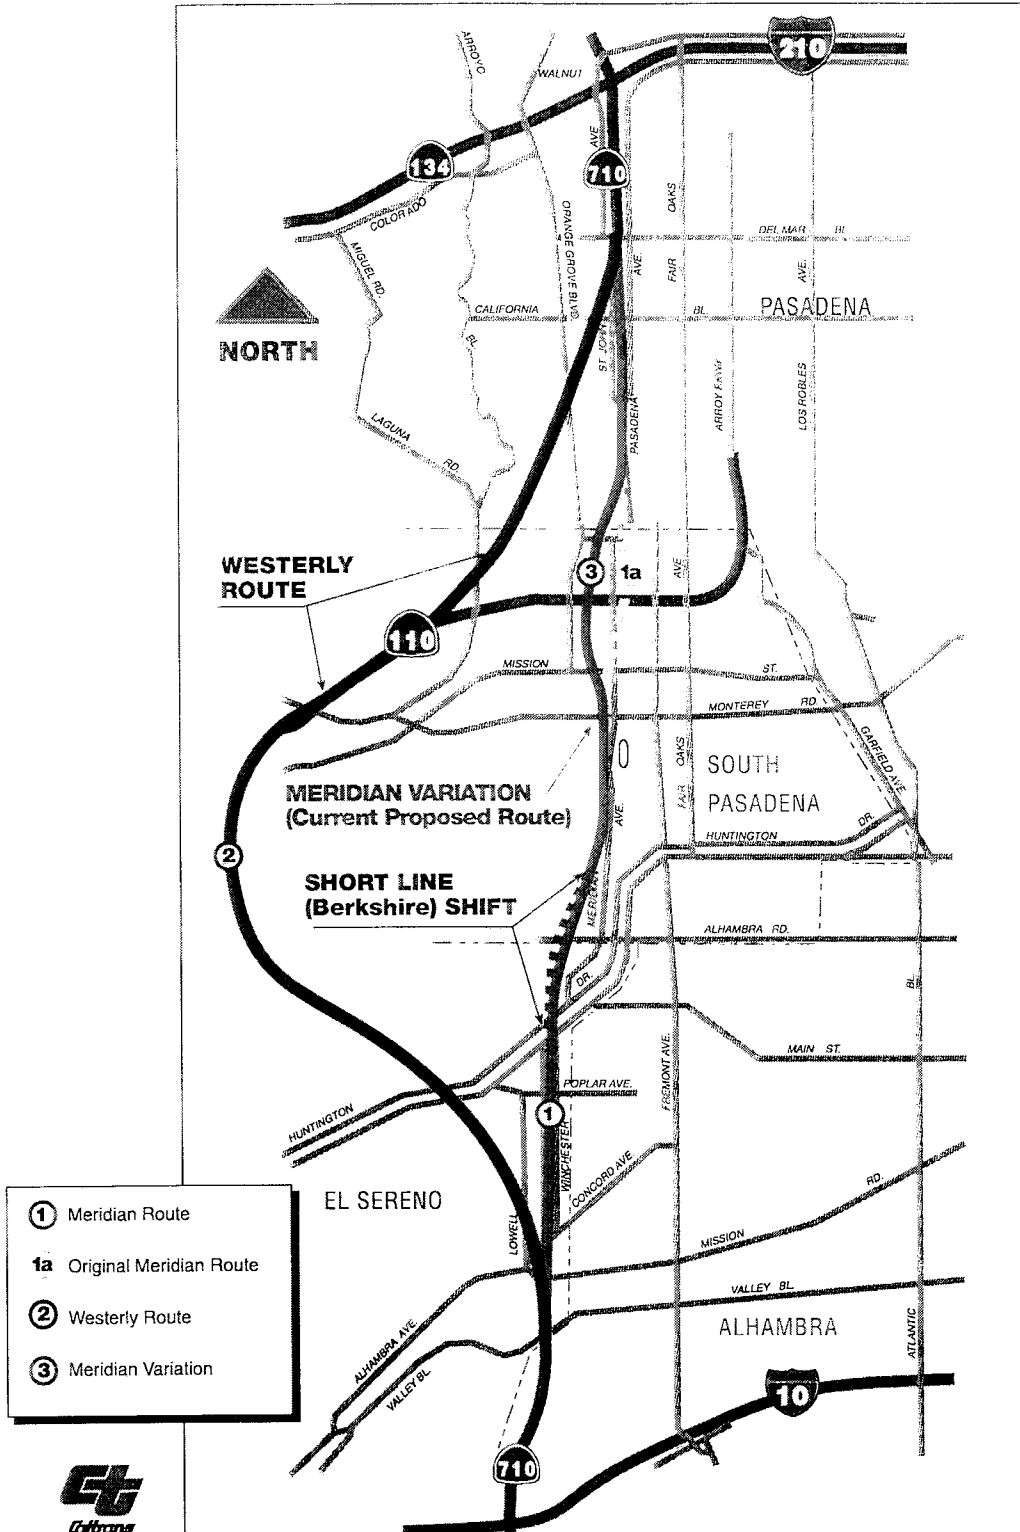 210
ARROYO
WALNUT
AVE
134
710
COLORADO
OAKS
ORANGE GROVE BLVD.
DEL MAR BL
MIGUEL RD.
AVE.
FAIR
AVE.
NORTH
CALIFORNIA
BL.
BL.
PASADENA
ST. JOHN
ARROY PKWY
LOS ROBLES
PASADENA
LAGUNA
RD.
WESTERLY
ROUTE
3
1a
AVE
110
MISSION
ST.
MONTEREY RD.
GARFIELD AVE.
OAKS
FAIR
SOUTH
PASADENA
MERIDIAN VARIATION
(Current Proposed Route)
AVE.
HUNTINGTON
DR.
2
SHORT LINE
(Berkshire) SHIFT
MERIDIAN
ALHAMBRA RD.
DR.
BL.
FREMONT AVE.
MAIN ST.
POPLAR AVE.
HUNTINGTON
1
WINCHESTER
CONCORD AVE.
EL SERENO
LOWELL
RD.
MISSION
VALLEY BL.
ALHAMBRA
ALHAMBRA AVE.
VALLEY BL.
ATLANTIC
10
710
1 Meridian Route
1a Original Meridian Route
2 Westerly Route
3 Meridian Variation
Caltrans